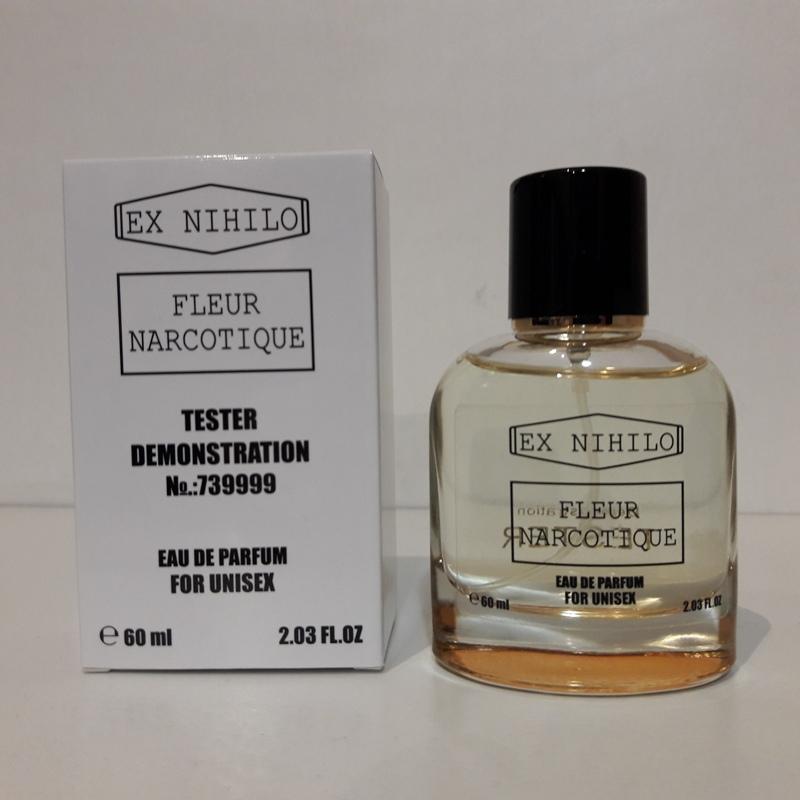 EX NIHILO
FLEUR
NARCOTIQUE
TESTER
DEMONSTRATION
№.:739999
EAU DE PARFUM
FOR UNISEX
℮ 60 ml 2.03 FL.OZ
EX NIHILO
FLEUR
NARCOTIQUE
TESTER
EAU DE PARFUM
FOR UNISEX
℮ 60 ml 2.03 FL.OZ